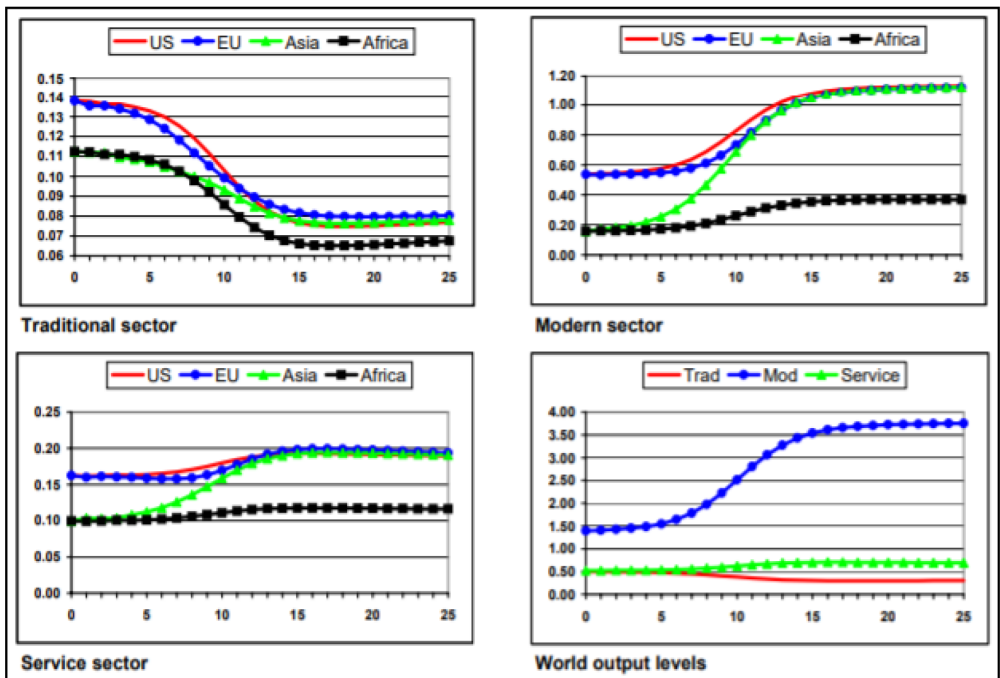 US EU Asia Africa
0.15
0.14
0.13
0.12
0.11
0.10
0.09
0.08
0.07
0.06
0 5 10 15 20 25
Traditional sector
US EU Asia Africa
1.20
1.00
0.80
0.60
0.40
0.20
0.00
0 5 10 15 20 25
Modern sector
US EU Asia Africa
0.25
0.20
0.15
0.10
0.05
0.00
0 5 10 15 20 25
Service sector
Trad Mod Service
4.00
3.50
3.00
2.50
2.00
1.50
1.00
0.50
0.00
0 5 10 15 20 25
World output levels